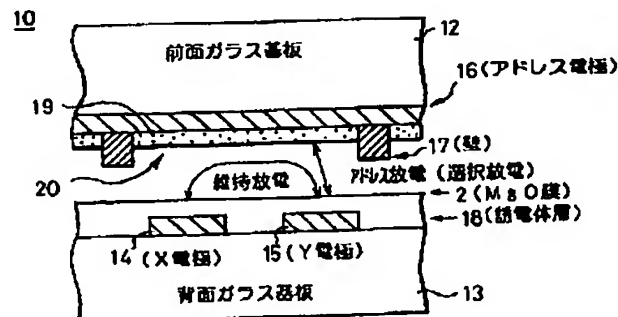 10
12
前面ガラス基板
16(アドレス電極)
19
17(壁)
20
アドレス放電(選択放電)
維持放電
2(MgO膜)
18(誘電体層)
14(X電極)
15(Y電極)
背面ガラス基板
13